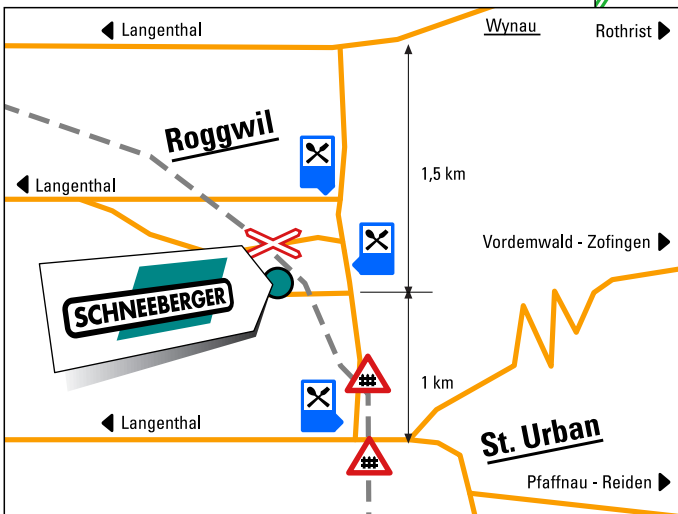 Langenthal
Wynau
Rothrist
Roggwil
1,5 km
Langenthal
Vordemwald - Zofingen
SCHNEEBERGER
1 km
Langenthal
St. Urban
Pfaffnau - Reiden